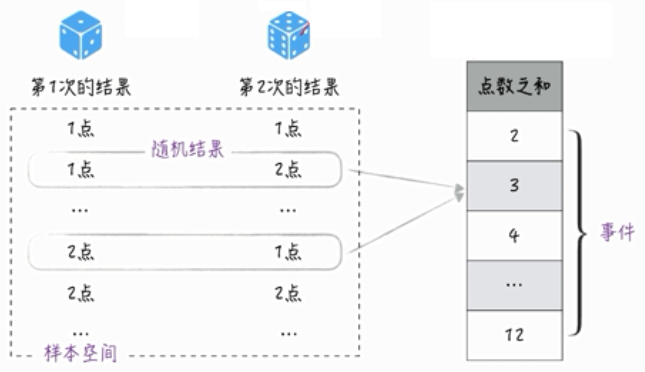 第1次的结果 第2次的结果
点数之和
1点 1点
2
随机结果
1点 2点
3
... ...
4
事件
2点 1点
2点 2点
...
... ...
12
样本空间